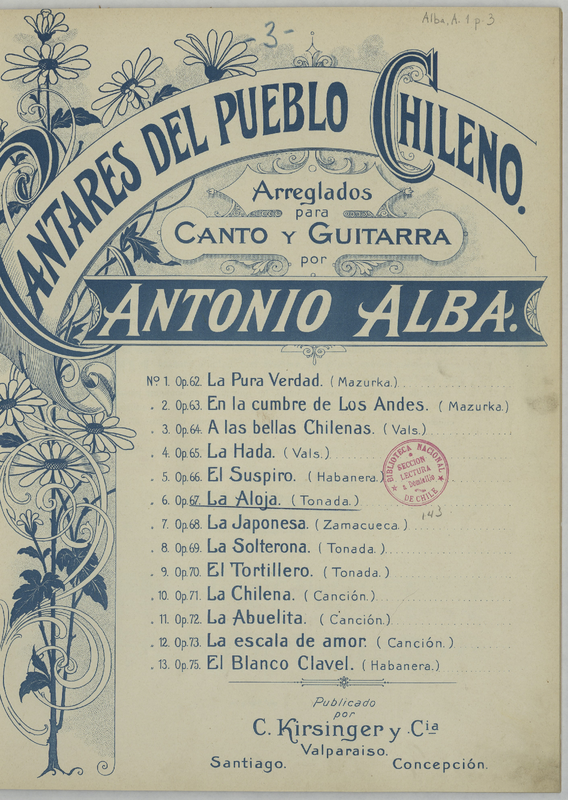 Alba, A. 1 p. 3
- 3 -
CANTARES DEL PUEBLO CHILENO.
Arreglados
para
CANTO Y GUITARRA
por
ANTONIO ALBA.
Nº 1. Op.62. La Pura Verdad. (Mazurka.)
„ 2. Op.63. En la cumbre de Los Andes. (Mazurka.)
„ 3. Op.64. A las bellas Chilenas. (Vals.)
„ 4. Op.65. La Hada. (Vals.)
„ 5. Op.66. El Suspiro. (Habanera.)
„ 6. Op.67. La Aloja. (Tonada.)
„ 7. Op.68. La Japonesa. (Zamacueca.)
„ 8. Op.69. La Solterona. (Tonada.)
„ 9. Op.70. El Tortillero. (Tonada.)
„ 10. Op.71. La Chilena. (Canción.)
„ 11. Op.72. La Abuelita. (Canción.)
„ 12. Op.73. La escala de amor. (Canción.)
„ 13. Op.75. El Blanco Clavel. (Habanera.)
BIBLIOTECA NACIONAL
SECCION
LECTURA
a Domicilio
DE CHILE
143
Publicado
por
C. Kirsinger y Cia
Valparaiso.
Santiago. Concepción.